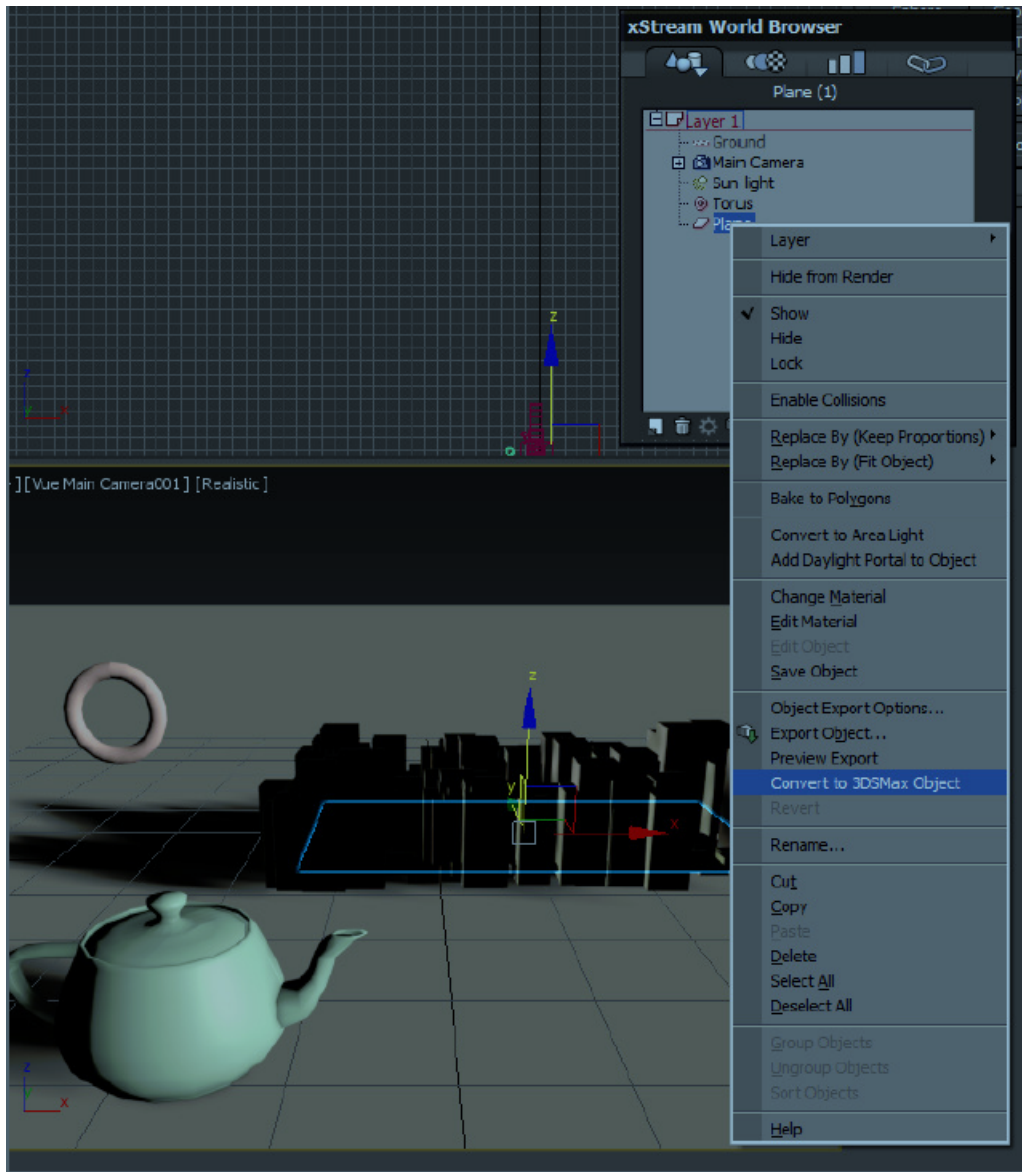 xStream World Browser
Plane (1)
Layer 1
Ground
Main Camera
Sun light
Torus
Plane
Layer
Hide from Render
Show
Hide
Lock
Enable Collisions
Replace By (Keep Proportions)
Replace By (Fit Object)
Bake to Polygons
Convert to Area Light
Add Daylight Portal to Object
Change Material
Edit Material
Edit Object
Save Object
Object Export Options...
Export Object...
Preview Export
Convert to 3DSMax Object
Revert
Rename...
Cut
Copy
Paste
Delete
Select All
Deselect All
Group Objects
Ungroup Objects
Sort Objects
Help
z
z
x
][Vue Main Camera001] [Realistic]
z
y
x
z
x